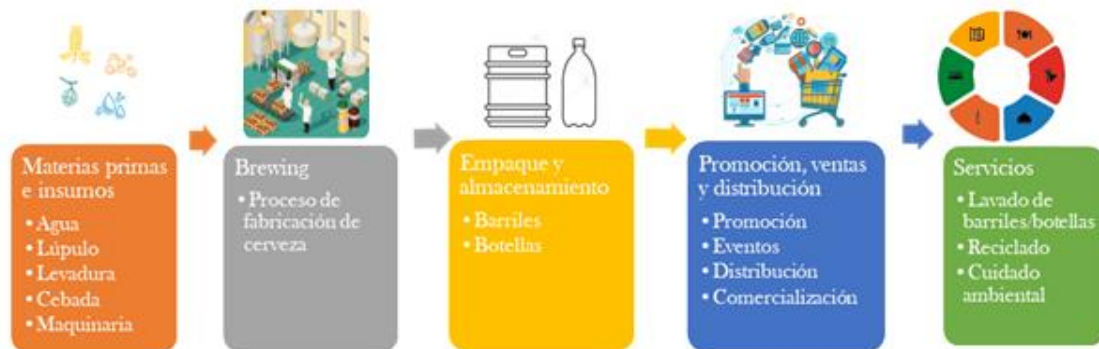 Materias primas
e insumos
• Agua
• Lúpulo
• Levadura
• Cebada
• Maquinaria
Brewing
• Proceso de
fabricación de
cerveza
Empaque y
almacenamiento
• Barriles
• Botellas
Promoción, ventas
y distribución
• Promoción
• Eventos
• Distribución
• Comercialización
Servicios
• Lavado de
barriles/botellas
• Reciclado
• Cuidado
ambiental